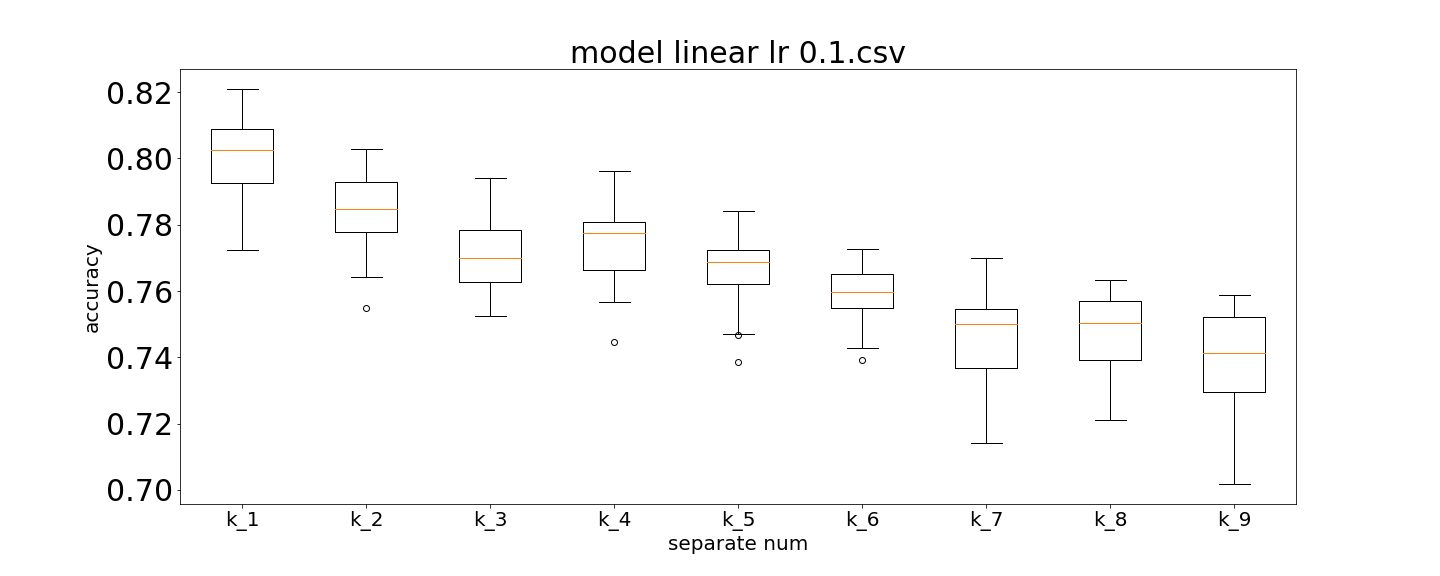 model linear lr 0.1.csv
0.82
0.80
0.78
0.76
0.74
0.72
0.70
accuracy
k_1 k_2 k_3 k_4 k_5 k_6 k_7 k_8 k_9
separate num